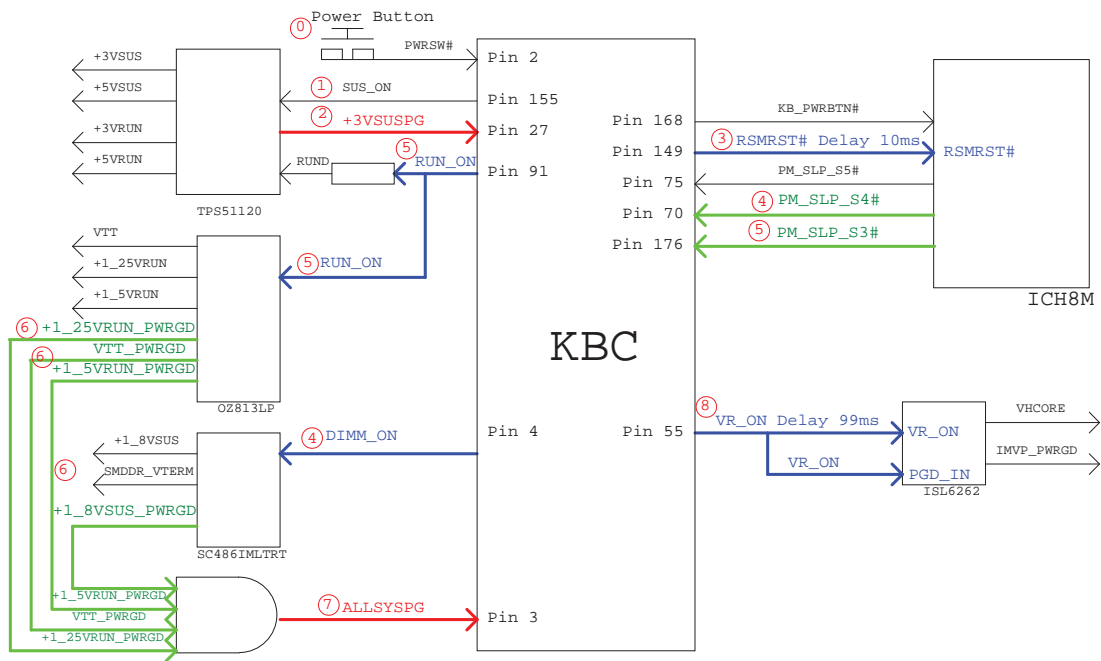 Power Button
0
PWRSW#
Pin 2
+3VSUS
+5VSUS
+3VRUN
+5VRUN
TPS51120
1 SUS_ON
Pin 155
2 +3VSUSPG
Pin 27
5
RUND
RUN_ON
Pin 91
Pin 168
KB_PWRBTN#
Pin 149
3 RSMRST# Delay 10ms
RSMRST#
Pin 75
PM_SLP_S5#
Pin 70
4 PM_SLP_S4#
Pin 176
5 PM_SLP_S3#
ICH8M
VTT
+1_25VRUN
+1_5VRUN
5 RUN_ON
6 +1_25VRUN_PWRGD
6 VTT_PWRGD
+1_5VRUN_PWRGD
OZ813LP
KBC
+1_8VSUS
SMDDR_VTERM
6
+1_8VSUS_PWRGD
SC486IMLTRT
4 DIMM_ON
Pin 4
Pin 55
8
VR_ON Delay 99ms
VR_ON
VR_ON
PGD_IN
ISL6262
VHCORE
IMVP_PWRGD
+1_5VRUN_PWRGD
VTT_PWRGD
+1_25VRUN_PWRGD
7 ALLSYSPG
Pin 3